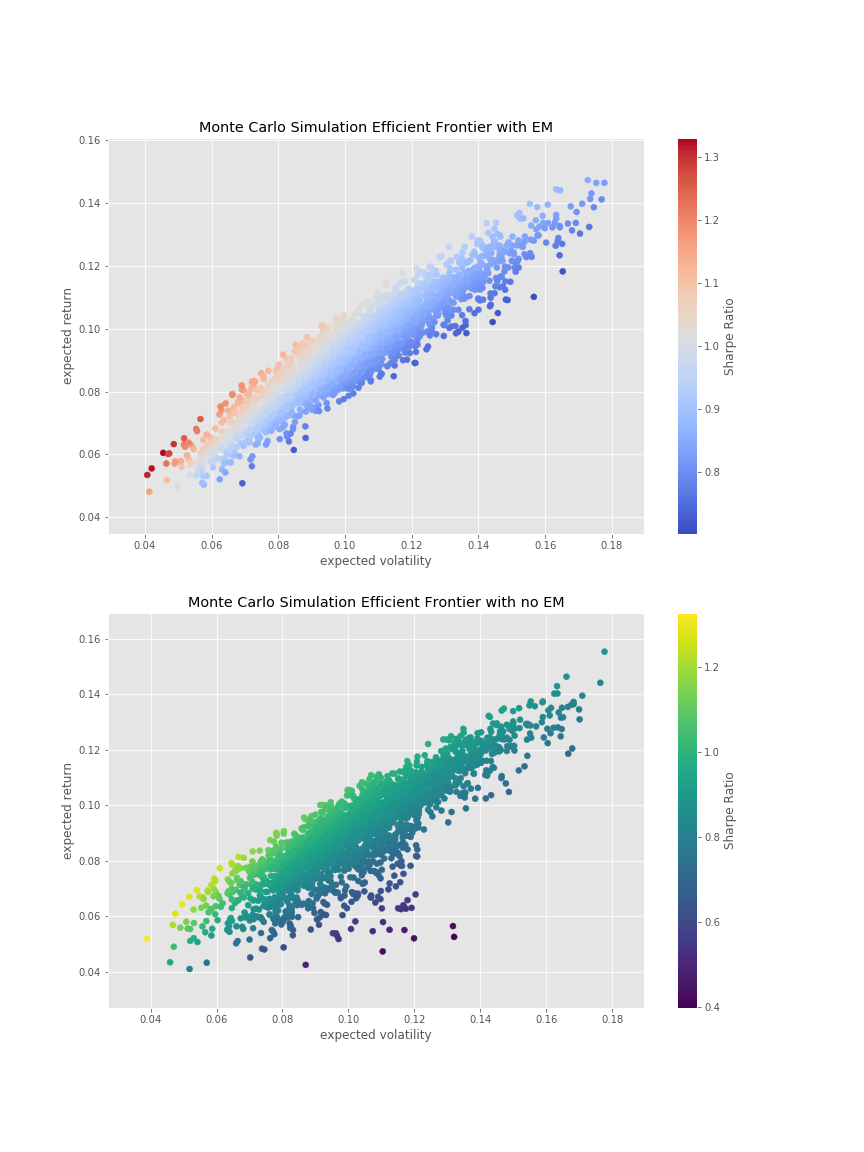 Monte Carlo Simulation Efficient Frontier with EM
0.16
0.14
0.12
0.10
0.08
0.06
0.04
expected return
0.04 0.06 0.08 0.10 0.12 0.14 0.16 0.18
expected volatility
1.3
1.2
1.1
1.0
0.9
0.8
Sharpe Ratio
Monte Carlo Simulation Efficient Frontier with no EM
0.16
0.14
0.12
0.10
0.08
0.06
0.04
expected return
0.04 0.06 0.08 0.10 0.12 0.14 0.16 0.18
expected volatility
1.2
1.0
0.8
0.6
0.4
Sharpe Ratio